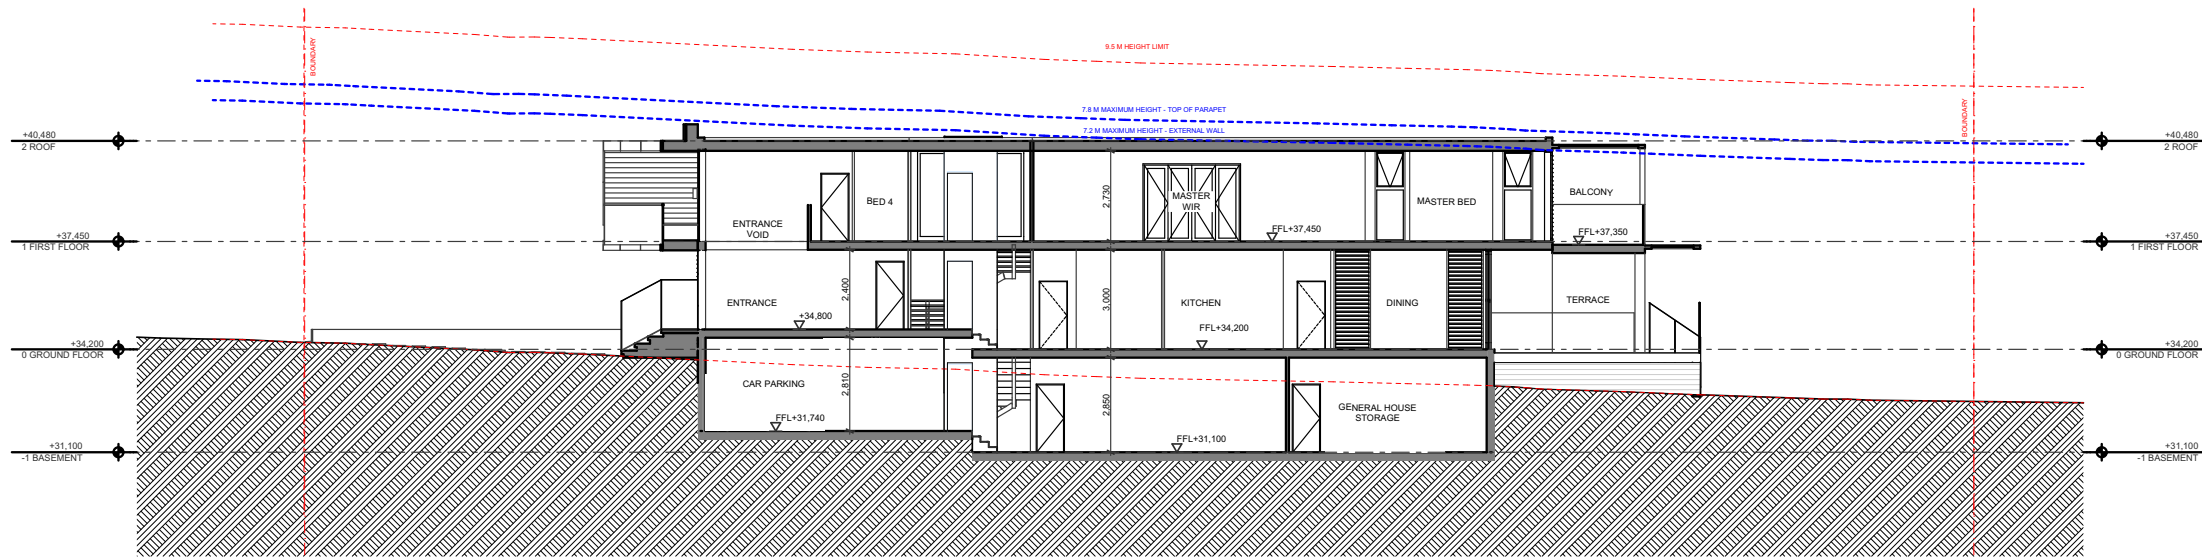 BOUNDARY
9.5 M HEIGHT LIMIT
BOUNDARY
7.8 M MAXIMUM HEIGHT - TOP OF PARAPET
7.2 M MAXIMUM HEIGHT - EXTERNAL WALL
+40,480
2 ROOF
+40,480
2 ROOF
BED 4
2,730
MASTER
WIR
MASTER BED
BALCONY
ENTRANCE
VOID
FFL+37,450
FFL+37,350
+37,450
1 FIRST FLOOR
+37,450
1 FIRST FLOOR
ENTRANCE
2,400
3,000
KITCHEN
DINING
TERRACE
+34,800
FFL+34,200
+34,200
0 GROUND FLOOR
+34,200
0 GROUND FLOOR
CAR PARKING
2,810
2,850
GENERAL HOUSE
STORAGE
FFL+31,740
FFL+31,100
+31,100
-1 BASEMENT
+31,100
-1 BASEMENT